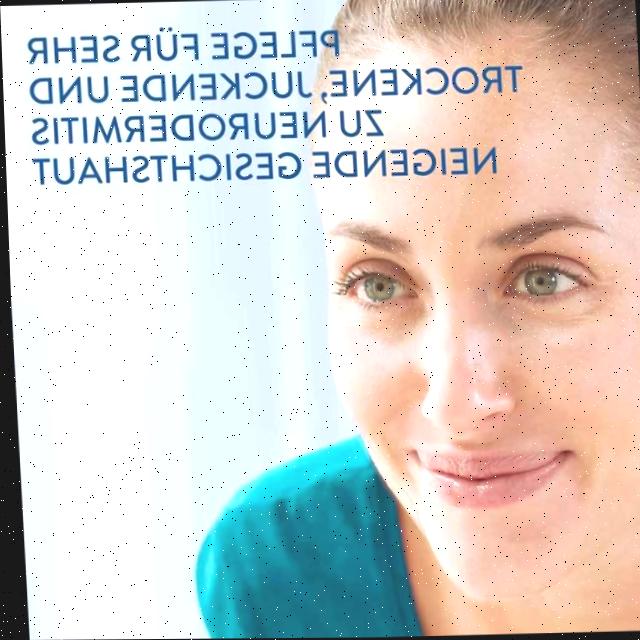 PFLEGE FÜR SEHR
TROCKENE, JUCKENDE UND
ZU NEURODERMITIS
NEIGENDE GESICHTSHAUT